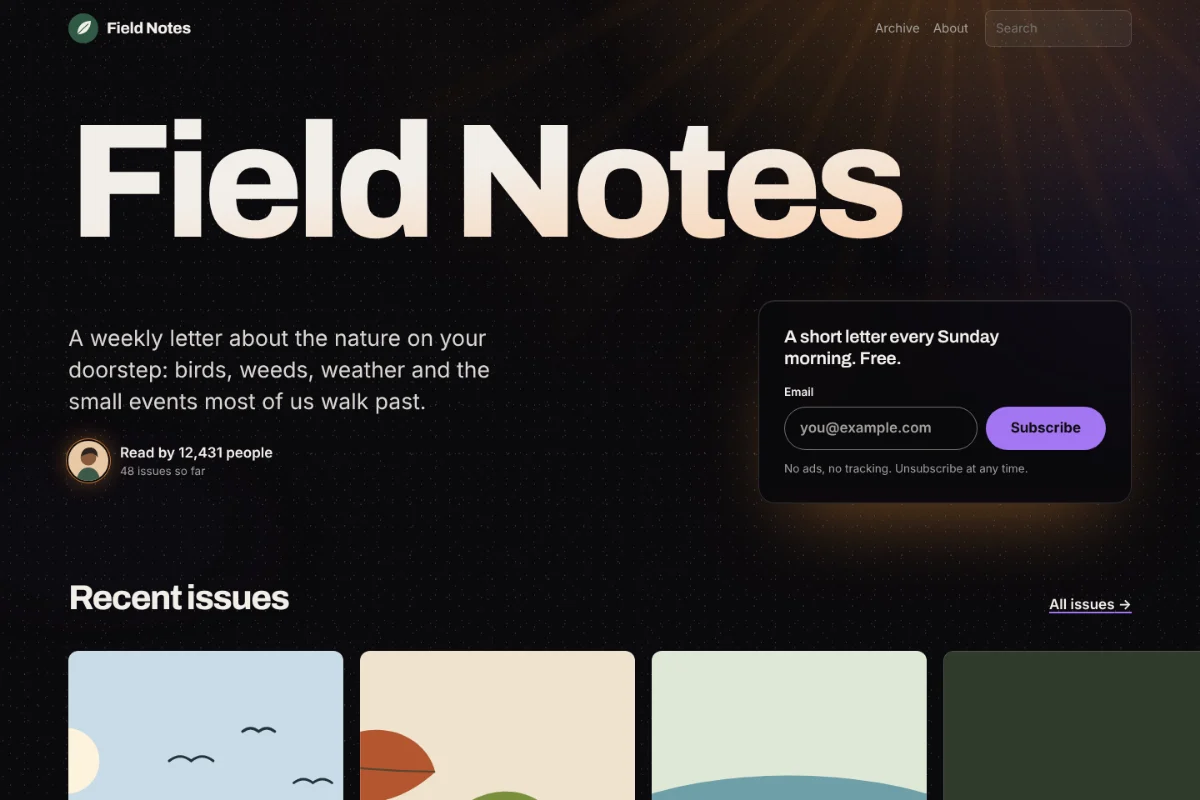 Field Notes
Archive
About
Search
Field Notes
A weekly letter about the nature on your
doorstep: birds, weeds, weather and the
small events most of us walk past.
Read by 12,431 people
48 issues so far
A short letter every Sunday
morning. Free.
Email
you@example.com
Subscribe
No ads, no tracking. Unsubscribe at any time.
Recent issues
All issues →